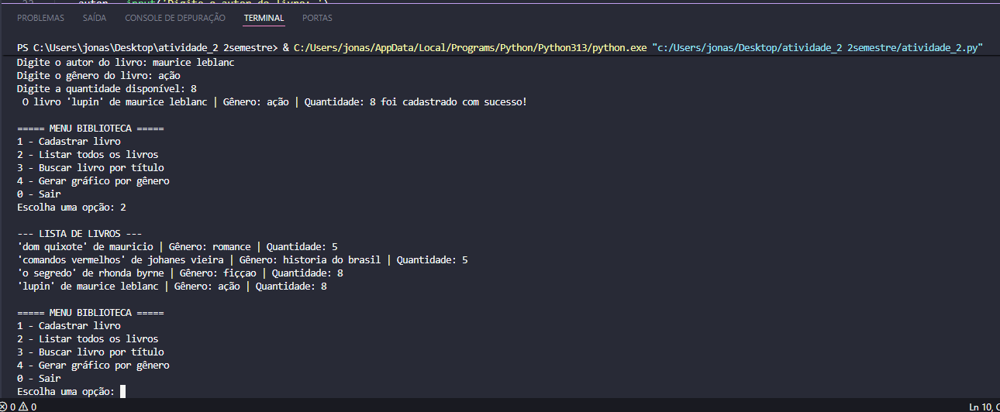 PROBLEMAS SAÍDA CONSOLE DE DEPURAÇÃO TERMINAL PORTAS
PS C:\Users\jonas\Desktop\atividade_2 2semestre> & C:/Users/jonas/AppData/Local/Programs/Python/Python313/python.exe "c:/Users/jonas/Desktop/atividade_2 2semestre/atividade_2.py"
Digite o autor do livro: maurice leblanc
Digite o gênero do livro: ação
Digite a quantidade disponível: 8
O livro 'lupin' de maurice leblanc | Gênero: ação | Quantidade: 8 foi cadastrado com sucesso!
===== MENU BIBLIOTECA =====
1 - Cadastrar livro
2 - Listar todos os livros
3 - Buscar livro por título
4 - Gerar gráfico por gênero
0 - Sair
Escolha uma opção: 2
--- LISTA DE LIVROS ---
'dom quixote' de mauricio | Gênero: romance | Quantidade: 5
'comandos vermelhos' de johanes vieira | Gênero: historia do brasil | Quantidade: 5
'o segredo' de rhonda byrne | Gênero: ficçao | Quantidade: 8
'lupin' de maurice leblanc | Gênero: ação | Quantidade: 8
===== MENU BIBLIOTECA =====
1 - Cadastrar livro
2 - Listar todos os livros
3 - Buscar livro por título
4 - Gerar gráfico por gênero
0 - Sair
Escolha uma opção:
0 0 Ln 10,